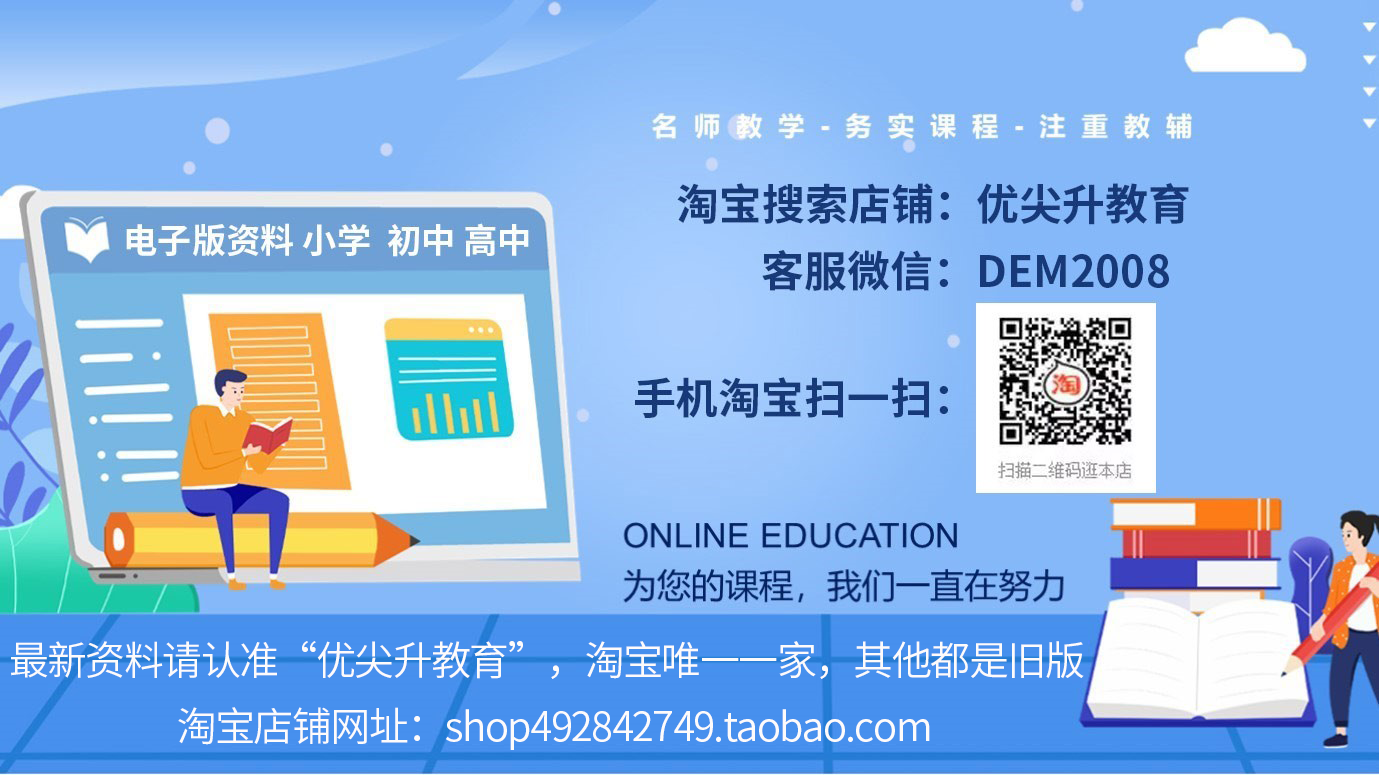 名师教学-务实课程-注重教辅
淘宝搜索店铺：优尖升教育
电子版资料 小学 初中 高中
客服微信：DEM2008
手机淘宝扫一扫：
淘
扫描二维码逛本店
ONLINE EDUCATION
为您的课程，我们一直在努力
最新资料请认准“优尖升教育”，淘宝唯一一家，其他都是旧版
淘宝店铺网址：shop492842749.taobao.com